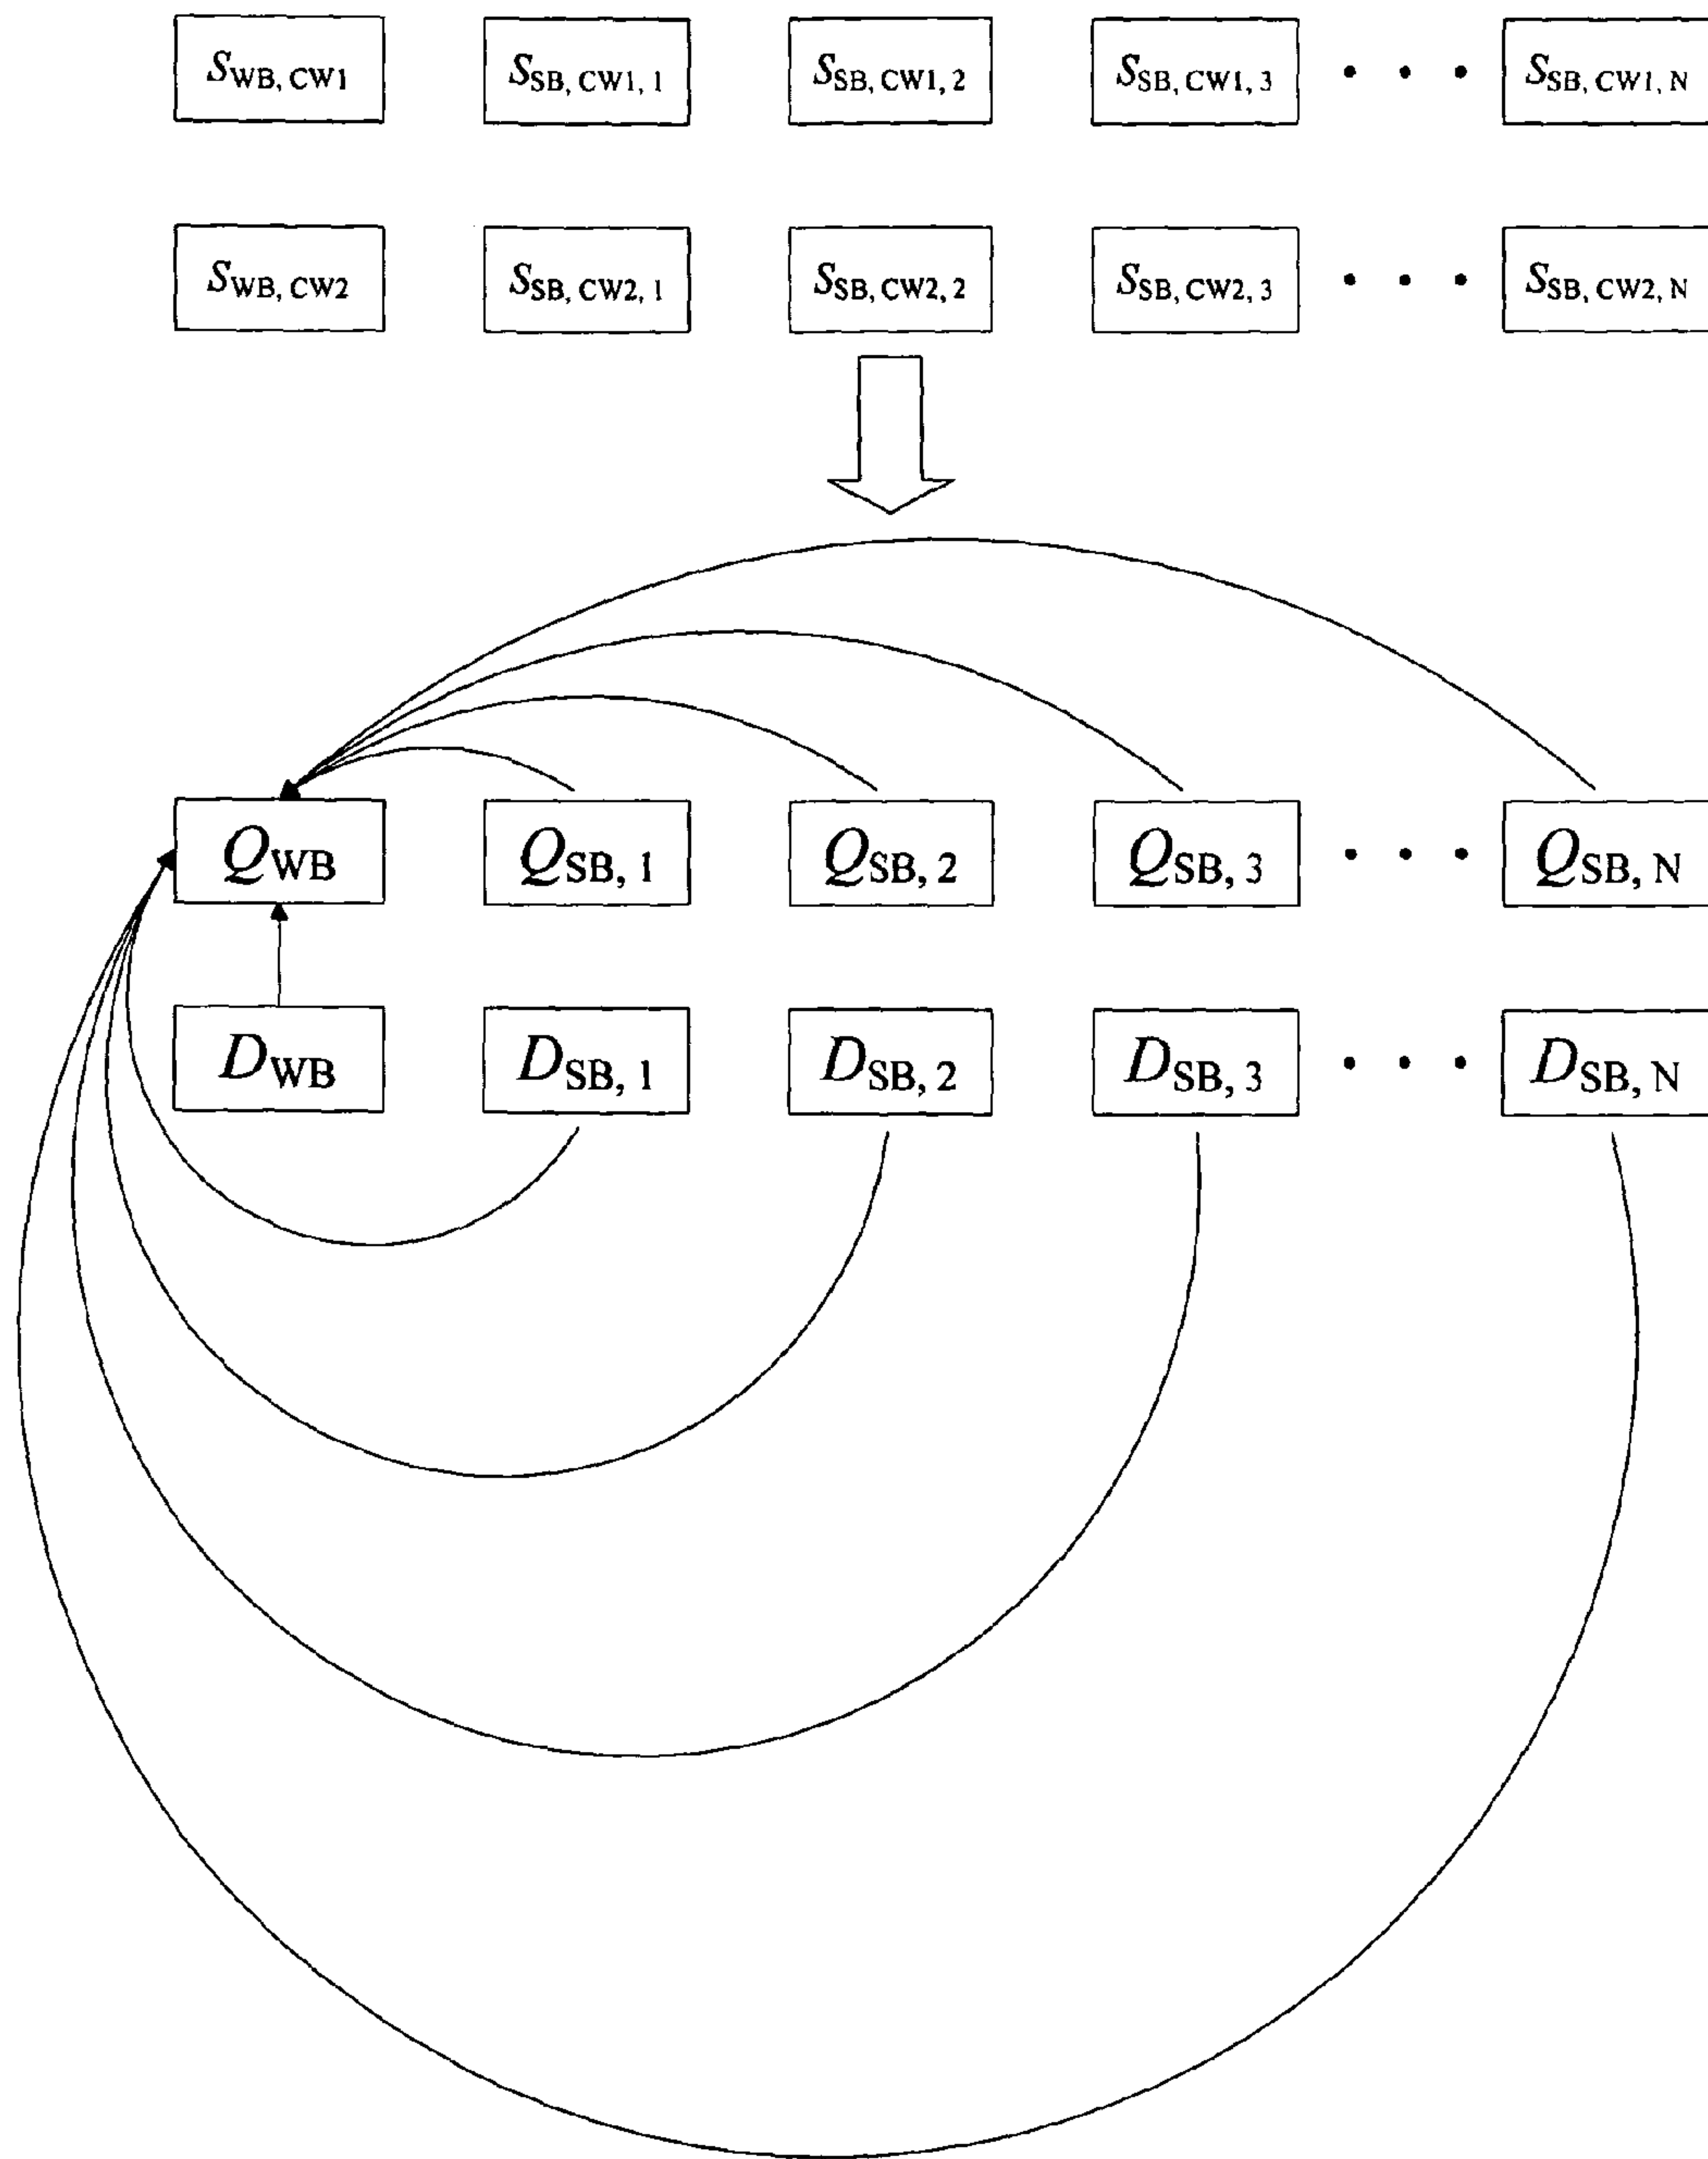 S_WB, CW1 S_SB, CW1, 1 S_SB, CW1, 2 S_SB, CW1, 3 • • • S_SB, CW1, N
S_WB, CW2 S_SB, CW2, 1 S_SB, CW2, 2 S_SB, CW2, 3 • • • S_SB, CW2, N
Q_WB Q_SB, 1 Q_SB, 2 Q_SB, 3 • • • Q_SB, N
D_WB D_SB, 1 D_SB, 2 D_SB, 3 • • • D_SB, N